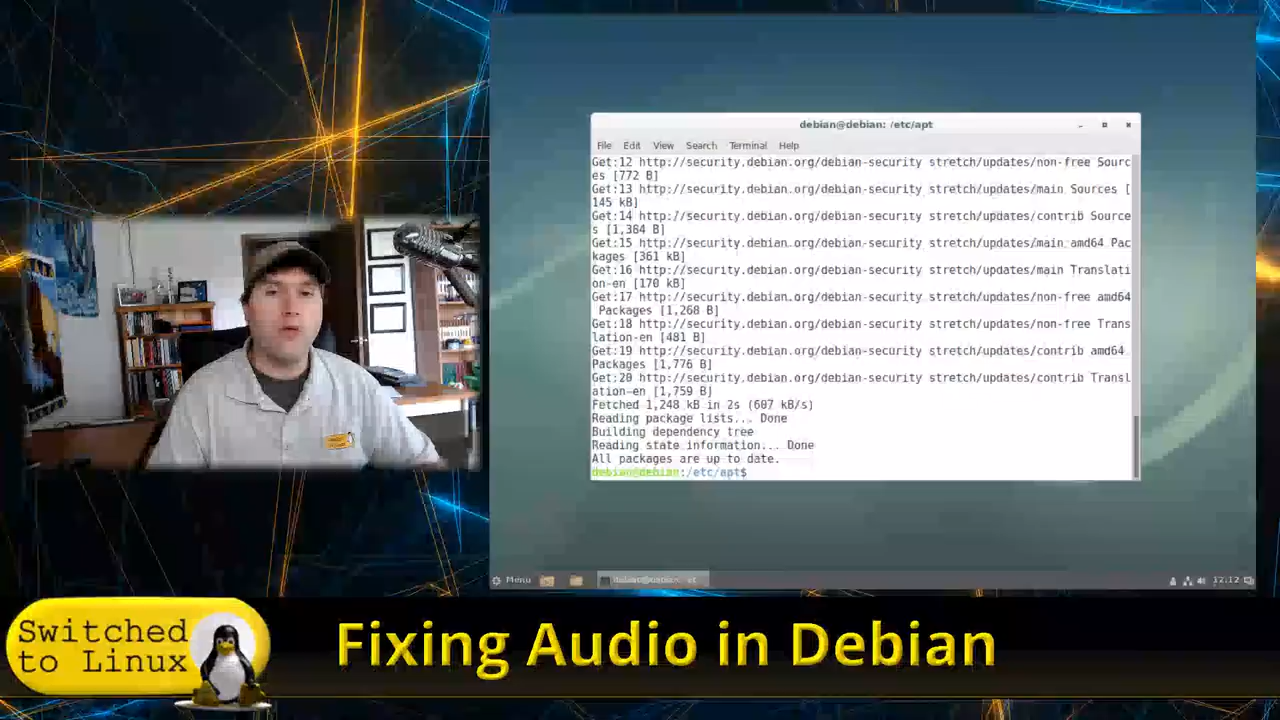 debian@debian: /etc/apt
File Edit View Search Terminal Help
Get:12 http://security.debian.org/debian-security stretch/updates/non-free Sourc
es [772 B]
Get:13 http://security.debian.org/debian-security stretch/updates/main Sources [
145 kB]
Get:14 http://security.debian.org/debian-security stretch/updates/contrib Source
s [1,384 B]
Get:15 http://security.debian.org/debian-security stretch/updates/main amd64 Pac
kages [361 kB]
Get:16 http://security.debian.org/debian-security stretch/updates/main Translati
on-en [170 kB]
Get:17 http://security.debian.org/debian-security stretch/updates/non-free amd64
Packages [1,268 B]
Get:18 http://security.debian.org/debian-security stretch/updates/non-free Trans
lation-en [481 B]
Get:19 http://security.debian.org/debian-security stretch/updates/contrib amd64
Packages [1,776 B]
Get:20 http://security.debian.org/debian-security stretch/updates/contrib Transl
ation-en [1,759 B]
Fetched 1,248 kB in 2s (607 kB/s)
Reading package lists... Done
Building dependency tree
Reading state information... Done
All packages are up to date.
debian@debian:/etc/apt$
Menu
12:12
Switched
to Linux
Fixing Audio in Debian